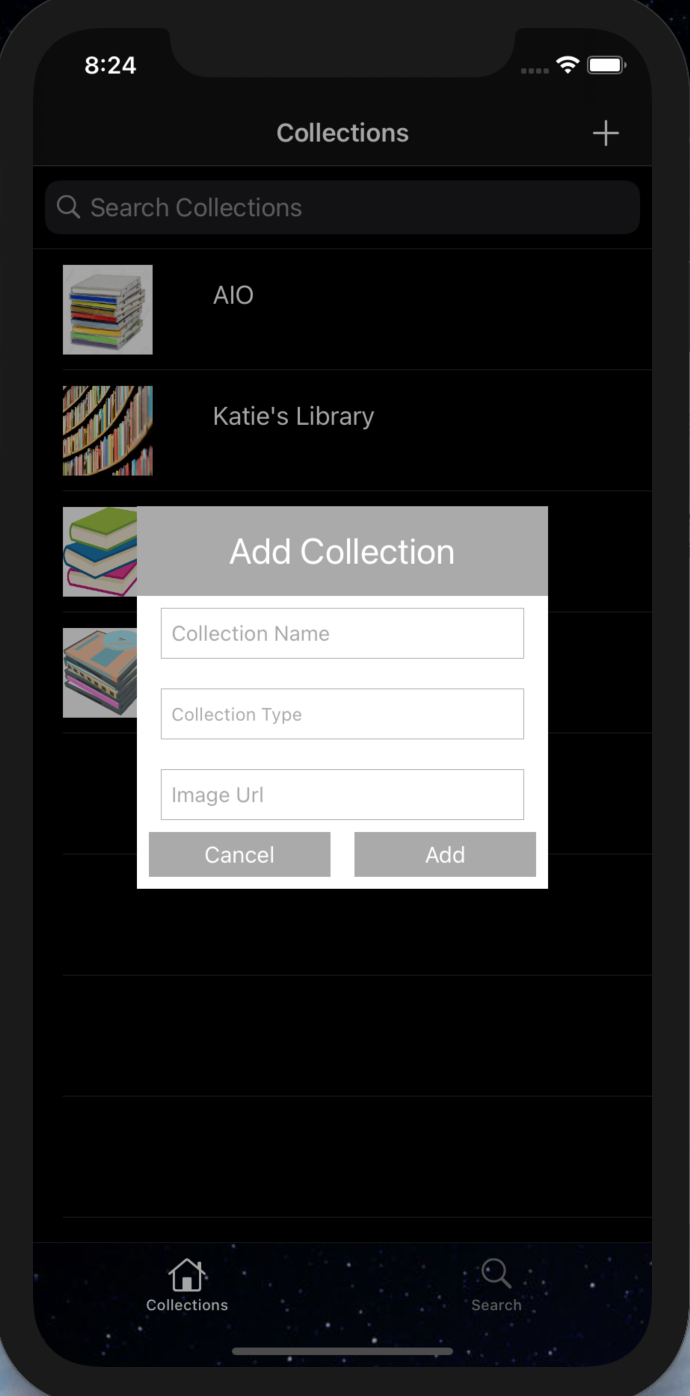 8:24
Collections
Search Collections
AIO
Katie's Library
Add Collection
Collection Name
Collection Type
Image Url
Cancel Add
Collections Search